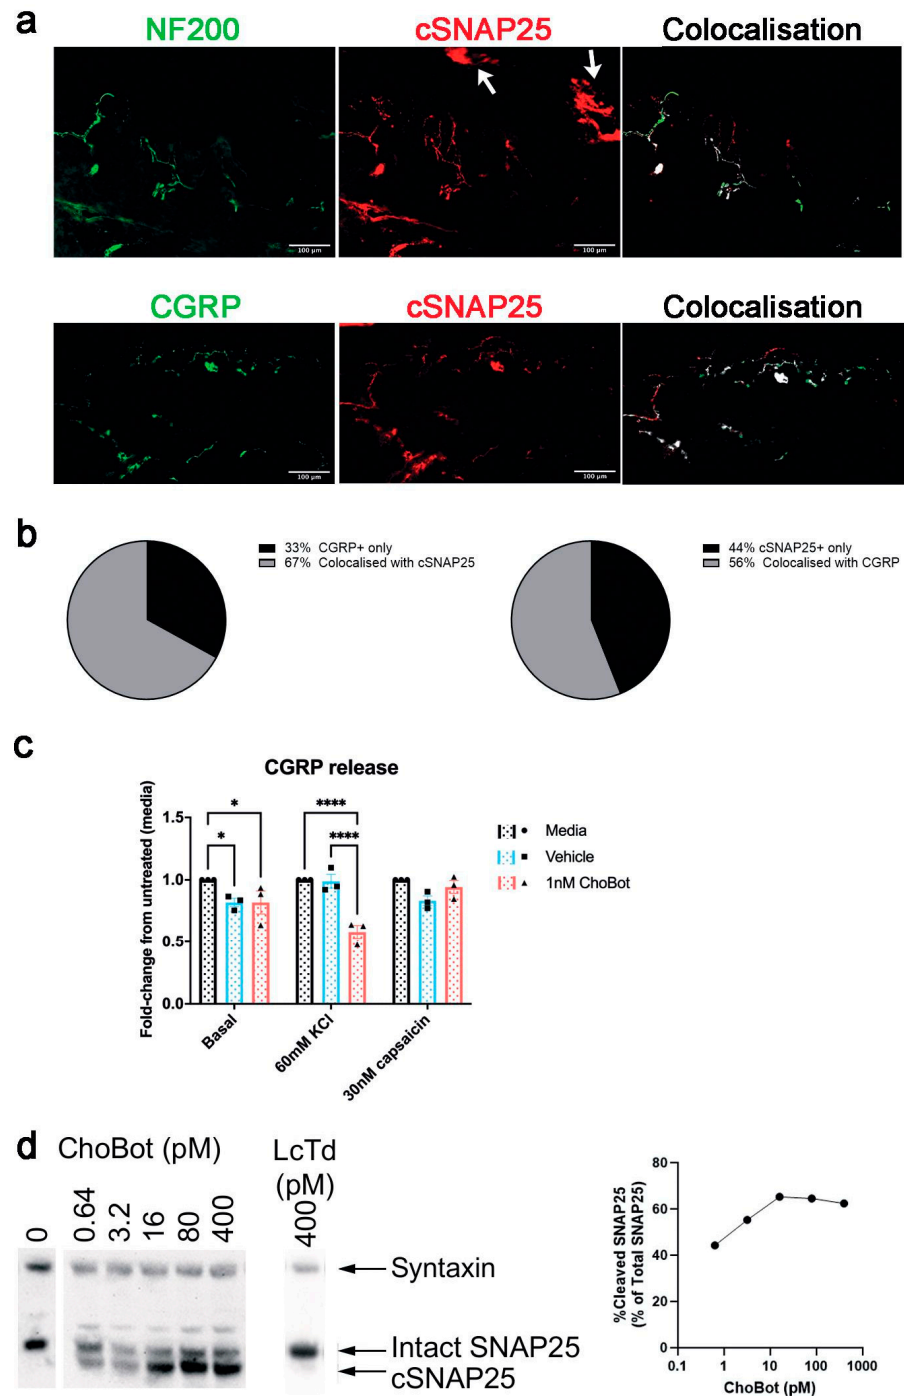 a
NF200 cSNAP25 Colocalisation
100 µm 100 µm
CGRP cSNAP25 Colocalisation
100 µm 100 µm
b
33% CGRP+ only
67% Colocalised with cSNAP25
44% cSNAP25+ only
56% Colocalised with CGRP
c
CGRP release
Fold-change from untreated (media)
1.5
1.0
0.5
0.0
* **** 
* ****
Media
Vehicle
1nM ChoBot
Basal
60mM KCl
30nM capsaicin
d
ChoBot (pM)
LcTd
(pM)
0 0.64 3.2 16 80 400 400
Syntaxin
Intact SNAP25
cSNAP25
%Cleaved SNAP25
(% of Total SNAP25)
80
60
40
20
0
0.1 1 10 100 1000
ChoBot (pM)